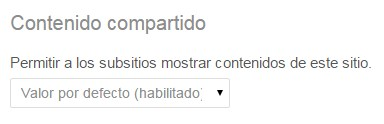 Contenido compartido
Permitir a los subsitios mostrar contenidos de este sitio.
Valor por defecto (habilitado)